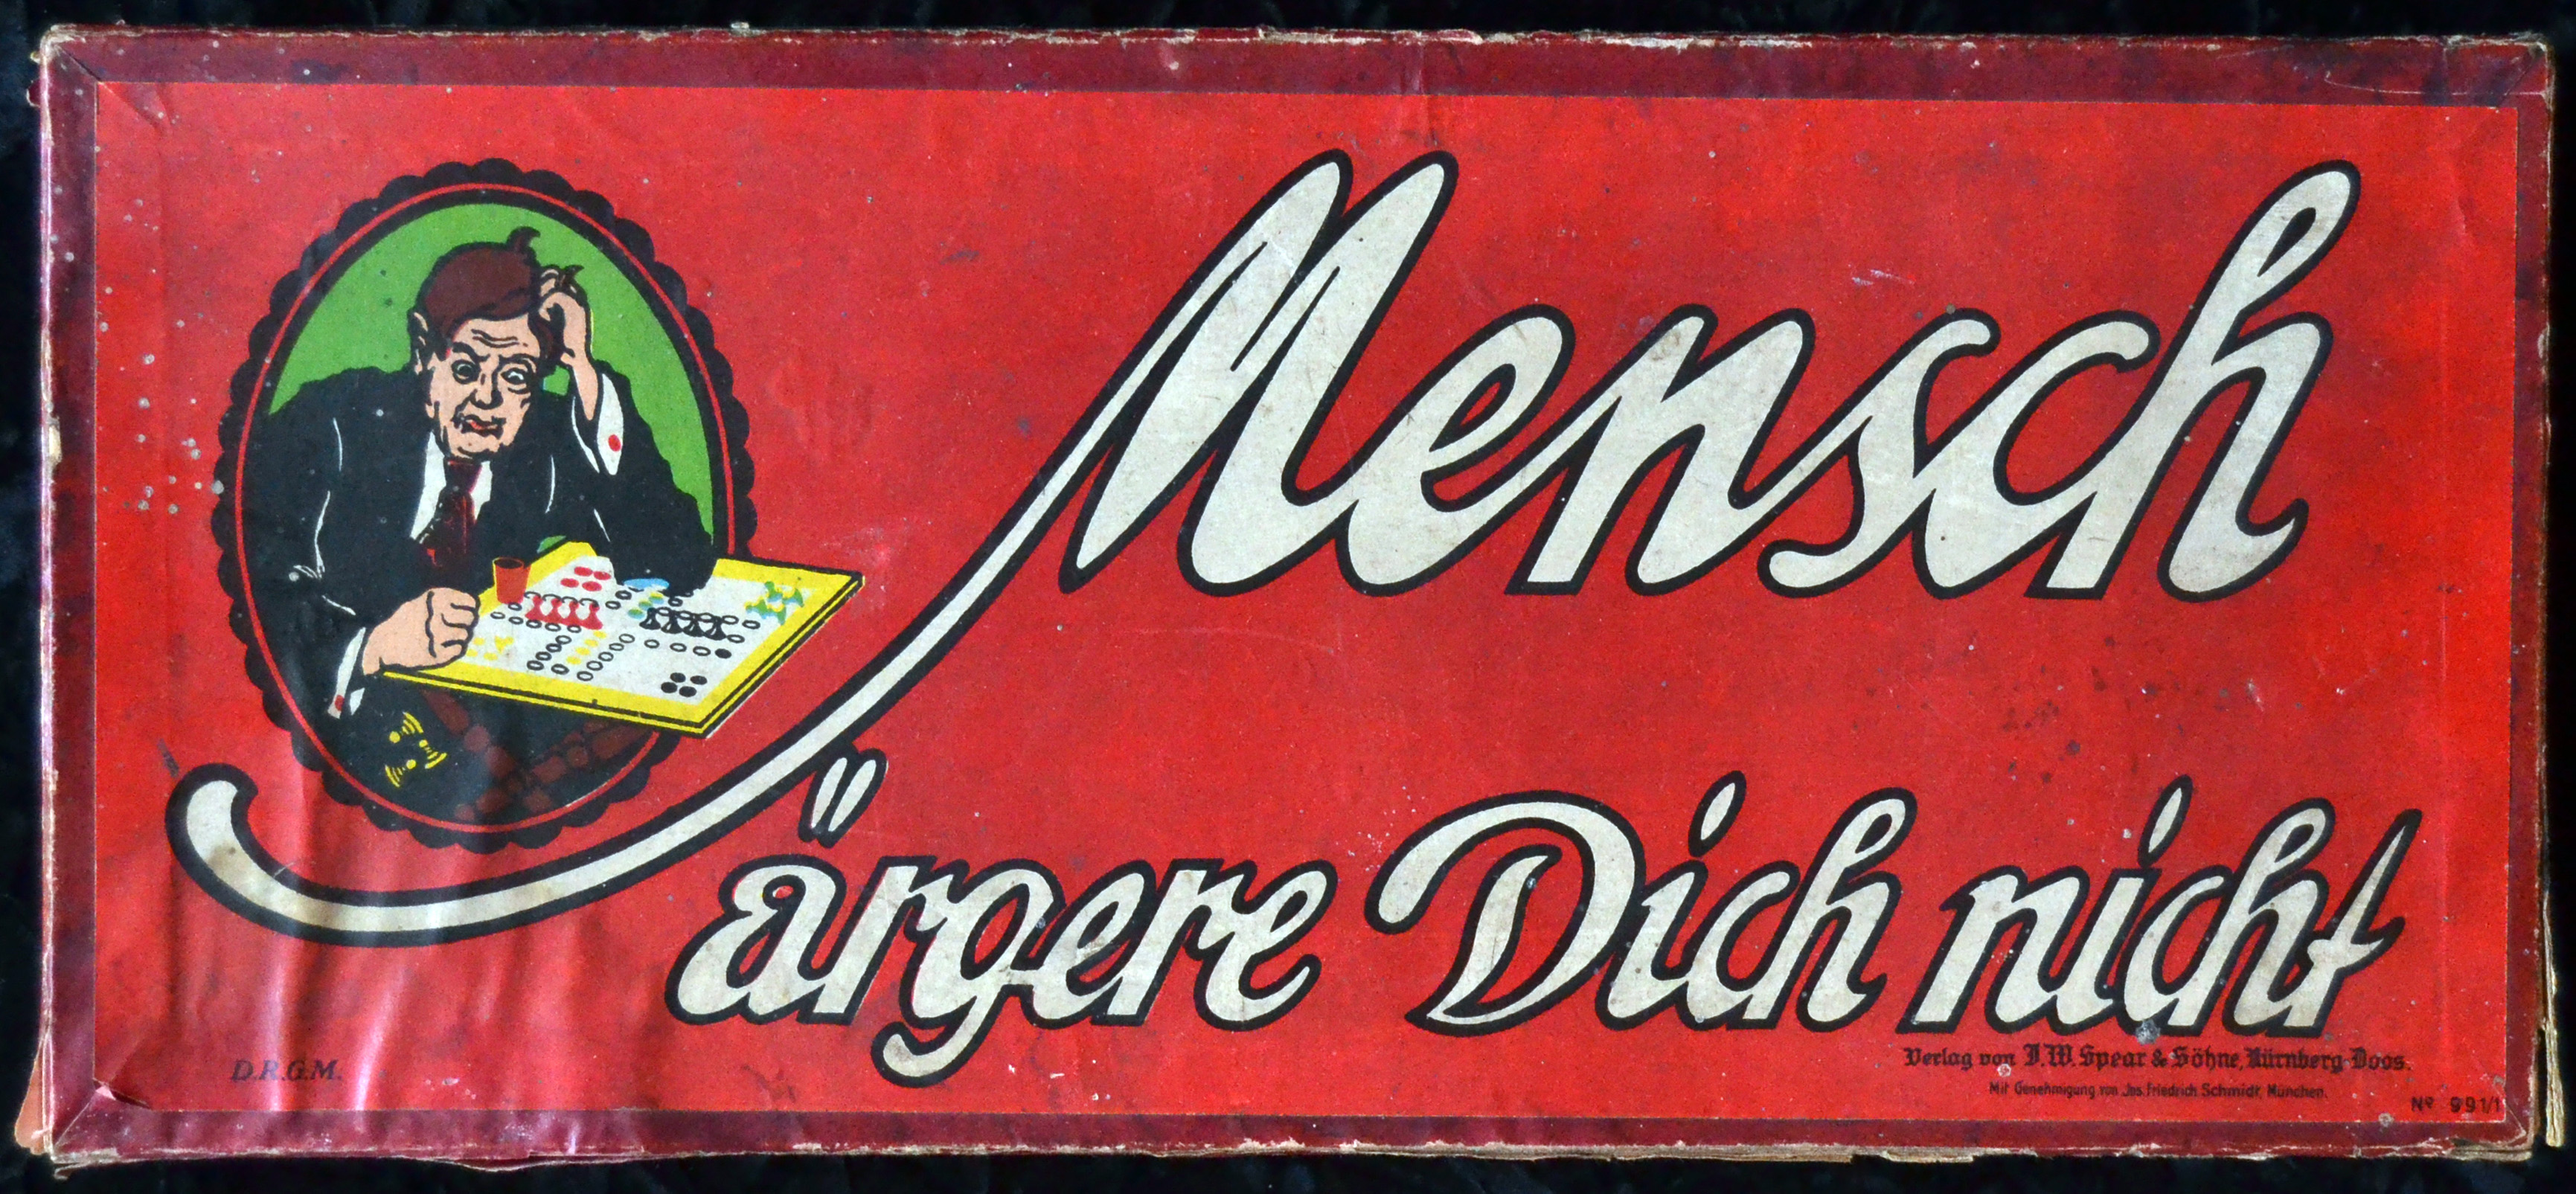 Mensch
ärgere Dich nicht
D.R.G.M.
Verlag von J.W. Spear & Söhne, Nürnberg-Doos.
Mit Genehmigung von Jos. Friedrich Schmidt, München.
Nº 991/1